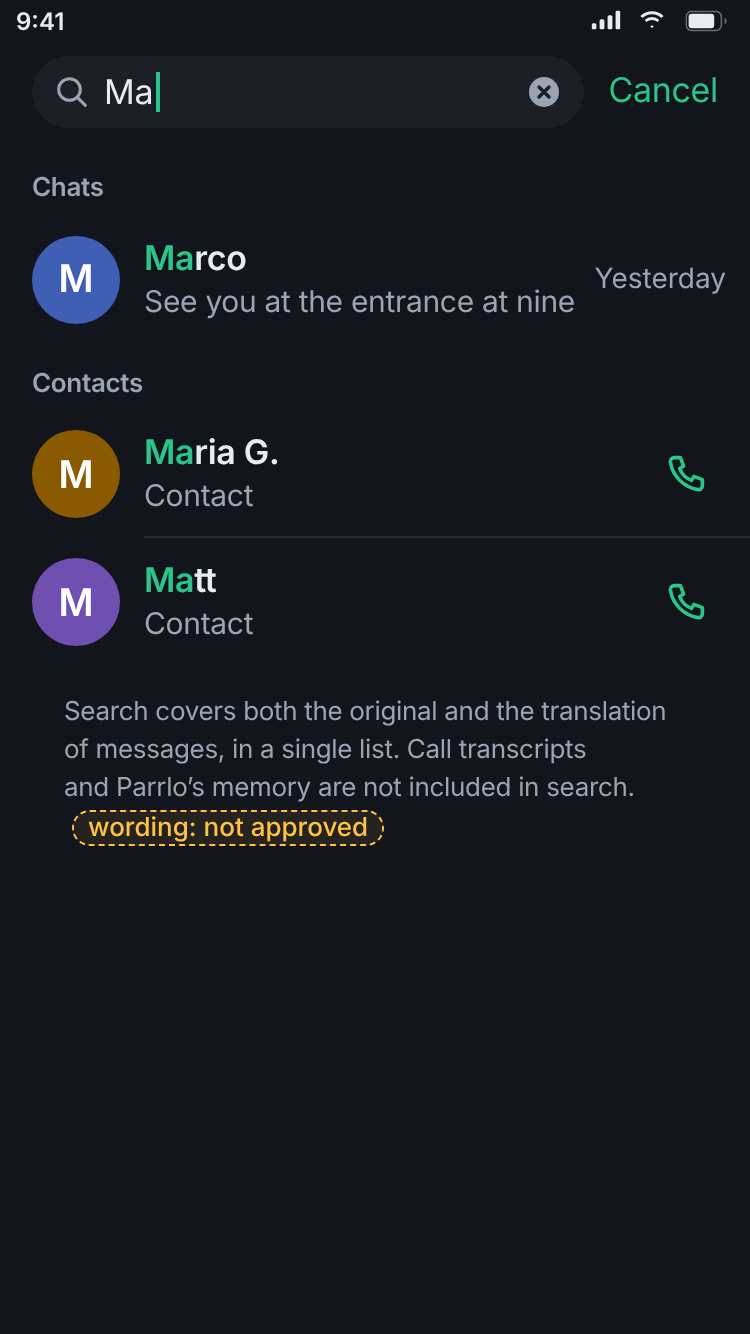 9:41
Ma
Cancel
Chats
M
Marco
See you at the entrance at nine
Yesterday
Contacts
M
Maria G.
Contact
M
Matt
Contact
Search covers both the original and the translation
of messages, in a single list. Call transcripts
and Parrlo’s memory are not included in search.
wording: not approved